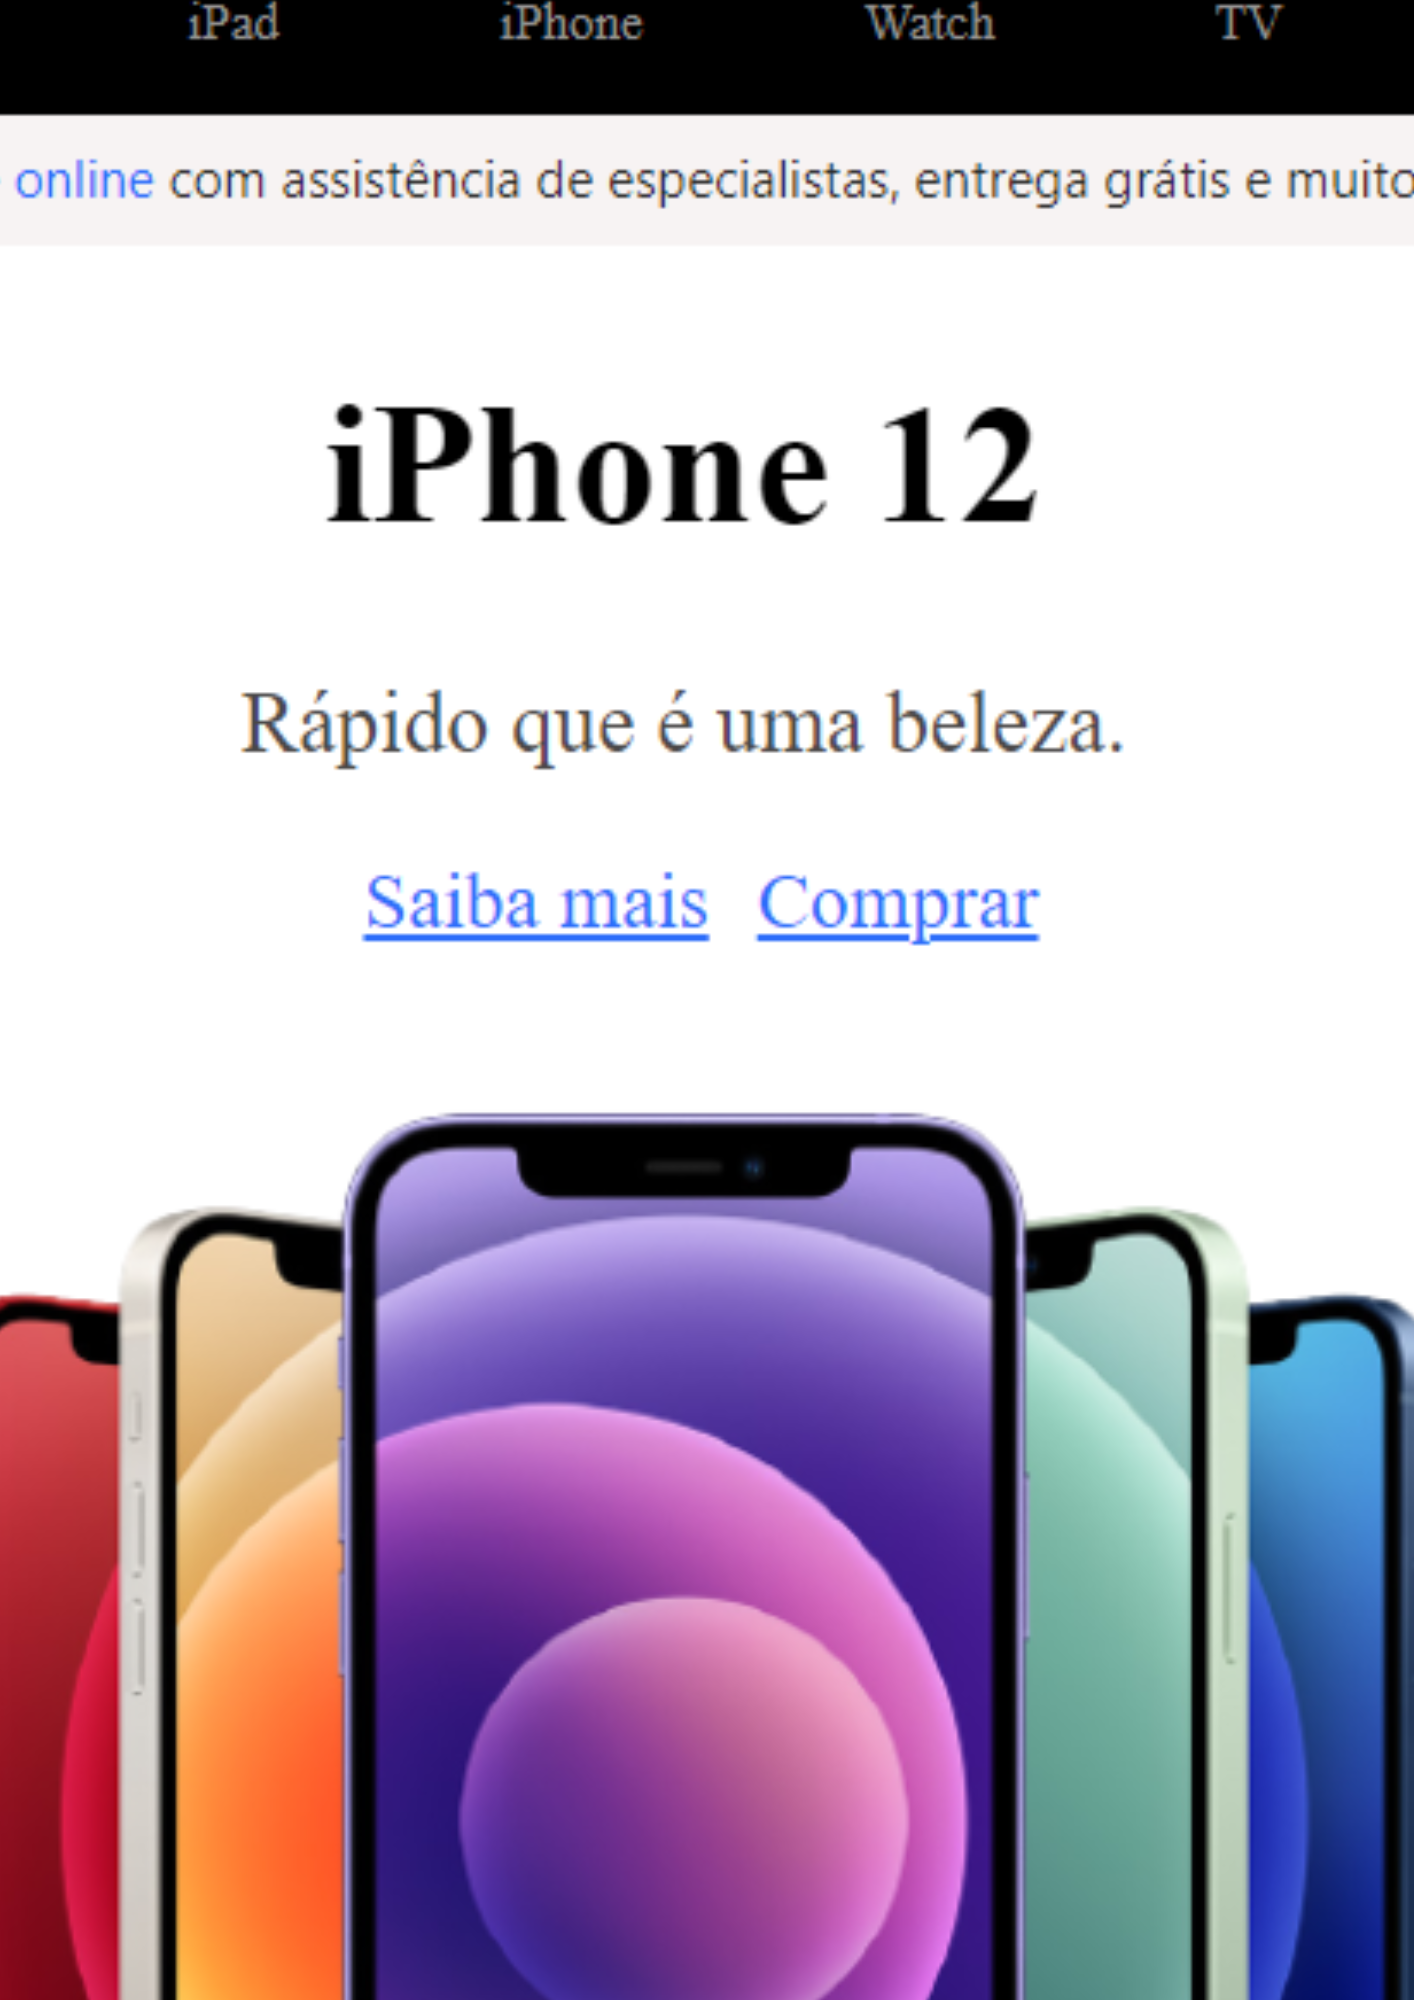 iPad iPhone Watch TV
online com assistência de especialistas, entrega grátis e muito
iPhone 12
Rápido que é uma beleza.
Saiba mais Comprar